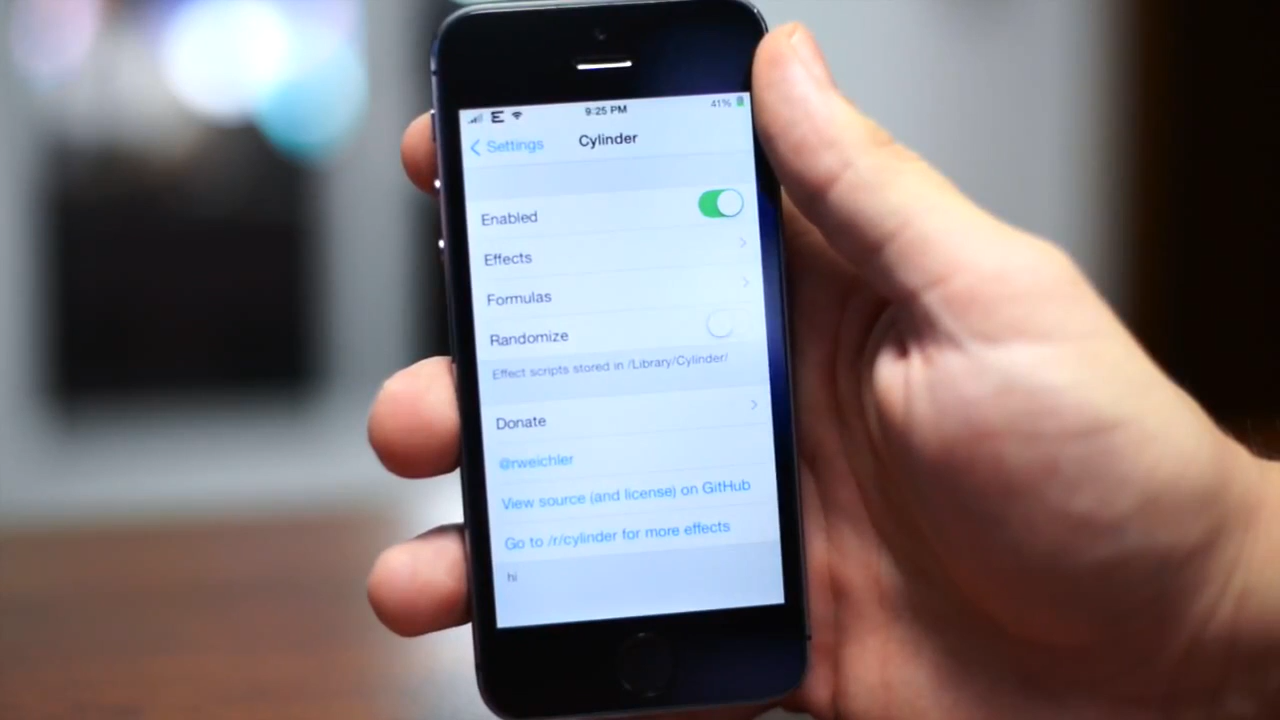 9:25 PM
41%
Settings
Cylinder
Enabled
Effects
Formulas
Randomize
Effect scripts stored in /Library/Cylinder/
Donate
@rweichler
View source (and license) on GitHub
Go to /r/cylinder for more effects
hi